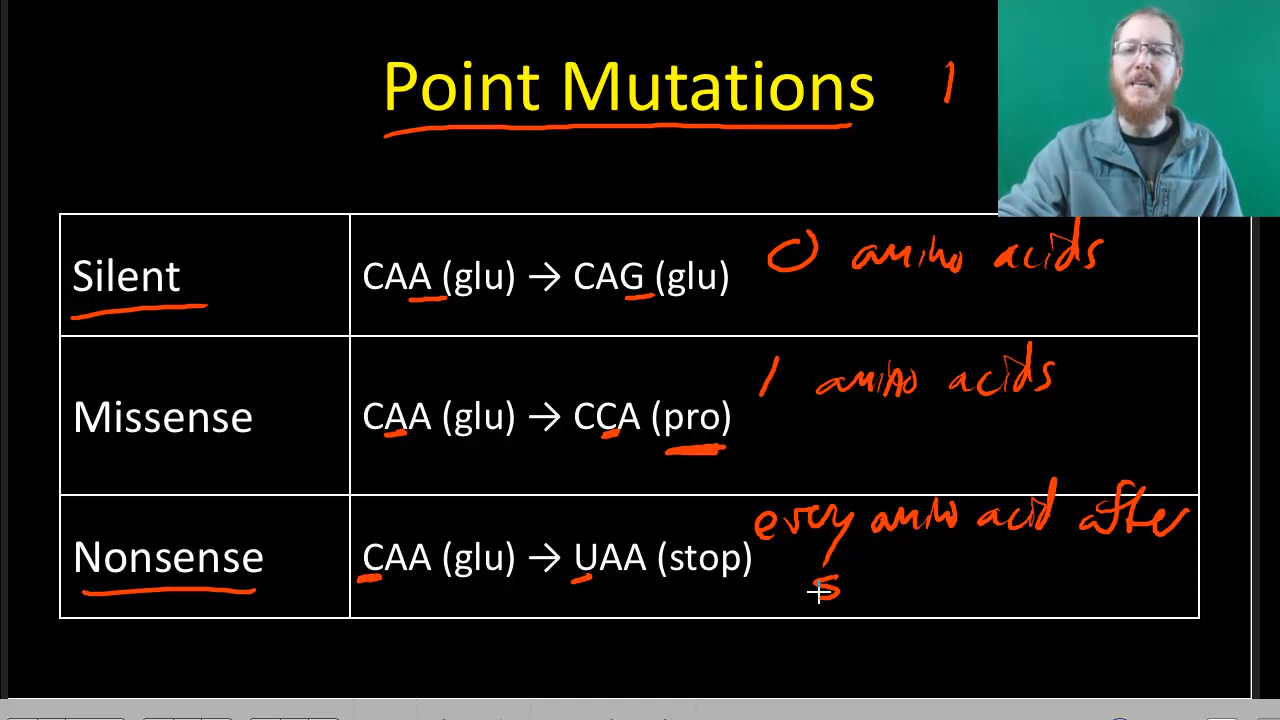 Point Mutations 1
Silent
CAA (glu) → CAG (glu)
0 amino acids
Missense
CAA (glu) → CCA (pro)
1 amino acids
Nonsense
CAA (glu) → UAA (stop)
every amino acid after
s